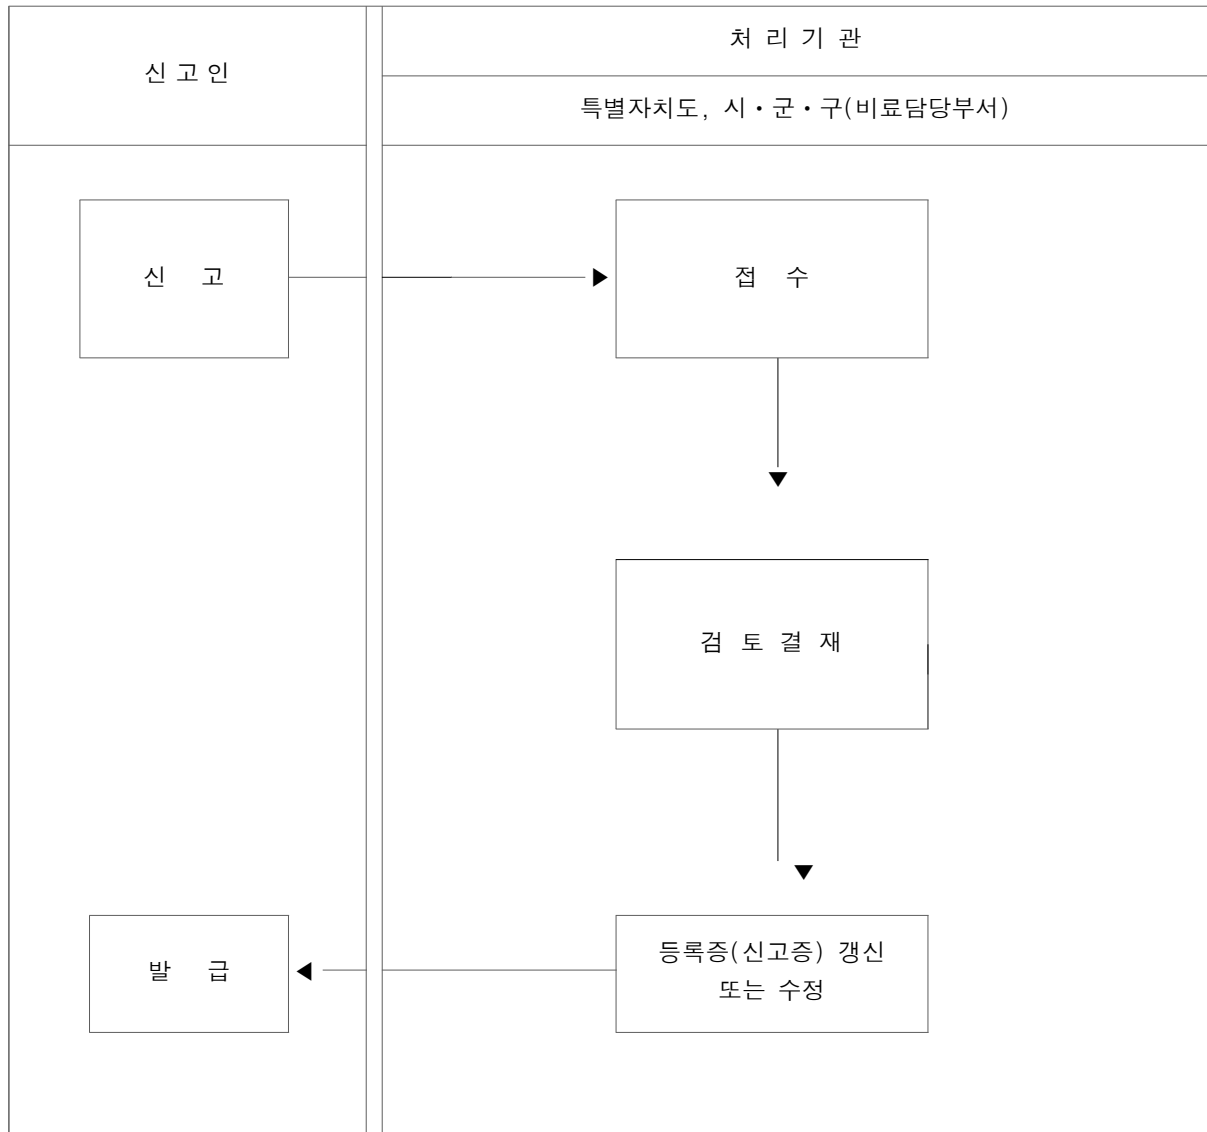 신고인
처 리 기 관
특별자치도, 시·군·구(비료담당부서)
신 고
접 수
검 토 결 재
발 급
등록증(신고증) 갱신
또는 수정